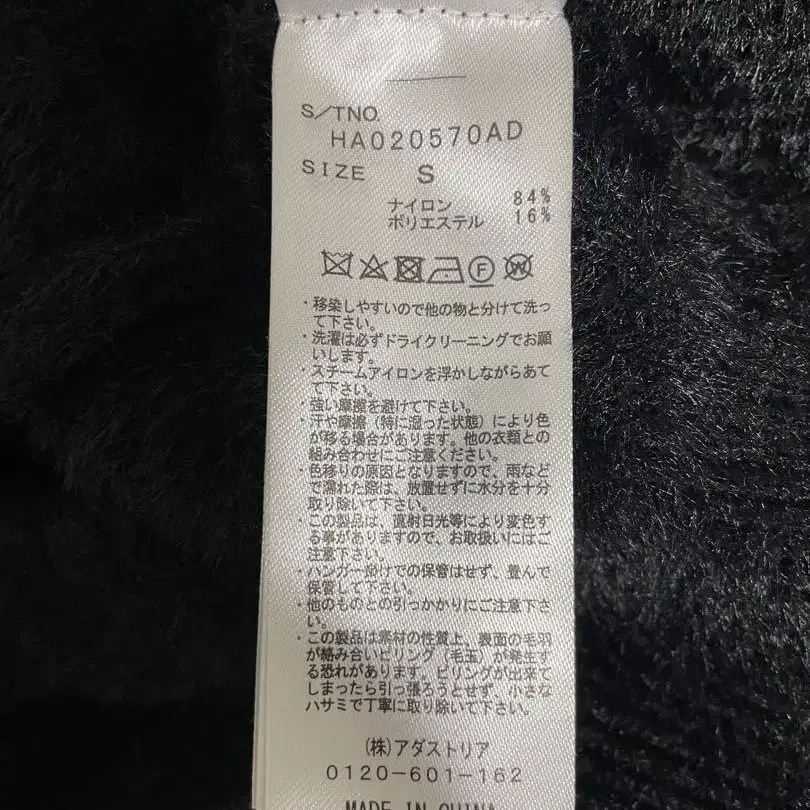 S/TNO.
HA020570AD
SIZE S
ナイロン 84%
ポリエステル 16%
F W
・移染しやすいので他の物と分けて洗っ
て下さい。
・洗濯は必ずドライクリーニングでお願
いします。
・スチームアイロンを浮かしながらあて
て下さい。
・強い摩擦を避けて下さい。
・汗や摩擦（特に湿った状態）により色
が移る場合があります。他の衣類との
組み合わせにご注意ください。
・色移りの原因となりますので、雨など
で濡れた際は、放置せずに水分を十分
取り除いて下さい。
・この製品は、直射日光等により変色す
る事がありますので、お取扱いにはご
注意下さい。
・ハンガー掛けでの保管はせず、畳んで
保管して下さい。
・他のものとの引っかかりにご注意下さ
い。
・この製品は素材の性質上、表面の毛羽
が絡み合いピリング（毛玉）が発生す
る恐れがあります。ピリングが出来て
しまったら引っ張ろうとせず、小さな
ハサミで丁寧に取り除いて下さい。
(株)アダストリア
0120-601-162
MADE IN CHINA